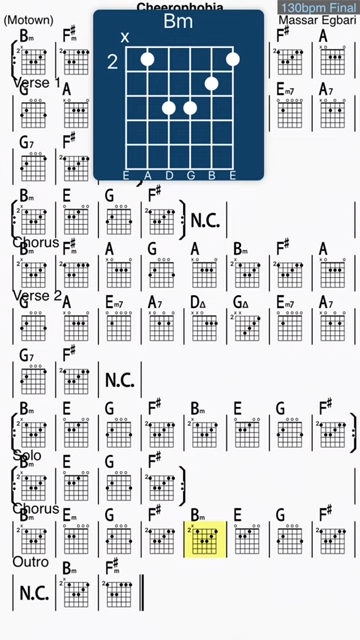 Cheerophobia
130bpm Final
(Motown)
Massar Egbari
Bm
x
2
E A D G B E
Bm F#m Em F# A
Verse 1
G A Em7 A7
G7 F#
Bm E G F# N.C.
Chorus
Bm F#m A G A Bm F# A
Verse 2
G A Em7 A7 DΔ GΔ Em7 A7
G7 F# N.C.
Bm E G F# Bm E G F#
Solo
Bm E G F#
Chorus
Bm E G F# Bm E G F#
Outro
N.C. Bm F#m